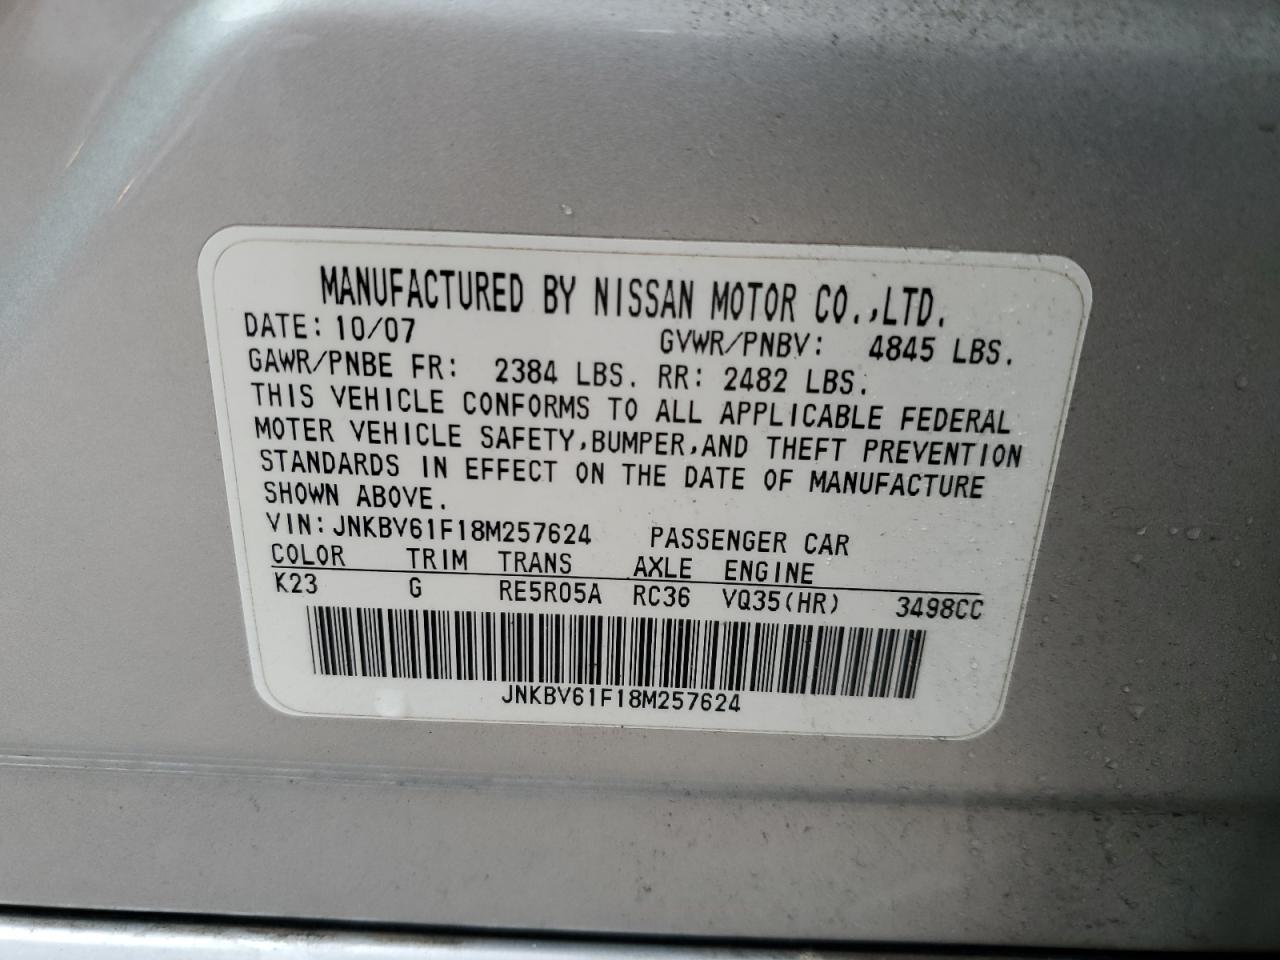 MANUFACTURED BY NISSAN MOTOR CO.,LTD.
DATE: 10/07 GVWR/PNBV: 4845 LBS.
GAWR/PNBE FR: 2384 LBS. RR: 2482 LBS.
THIS VEHICLE CONFORMS TO ALL APPLICABLE FEDERAL
MOTER VEHICLE SAFETY,BUMPER,AND THEFT PREVENTION
STANDARDS IN EFFECT ON THE DATE OF MANUFACTURE
SHOWN ABOVE.
VIN: JNKBV61F18M257624 PASSENGER CAR
COLOR TRIM TRANS AXLE ENGINE
K23 G RE5R05A RC36 VQ35(HR) 3498CC
JNKBV61F18M257624